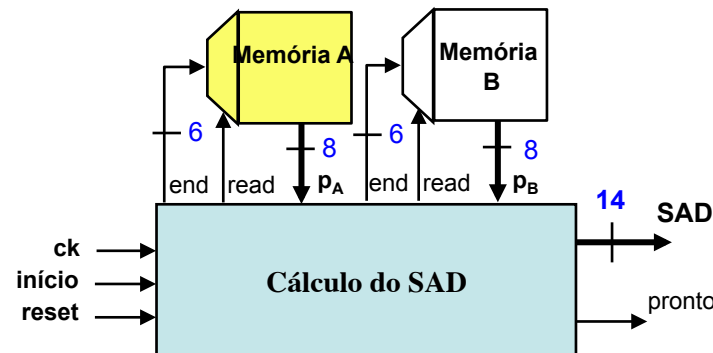 Memória A
Memória
B
6
8
6
8
end
read
pA
end
read
pB
14
SAD
ck
início
reset
Cálculo do SAD
pronto